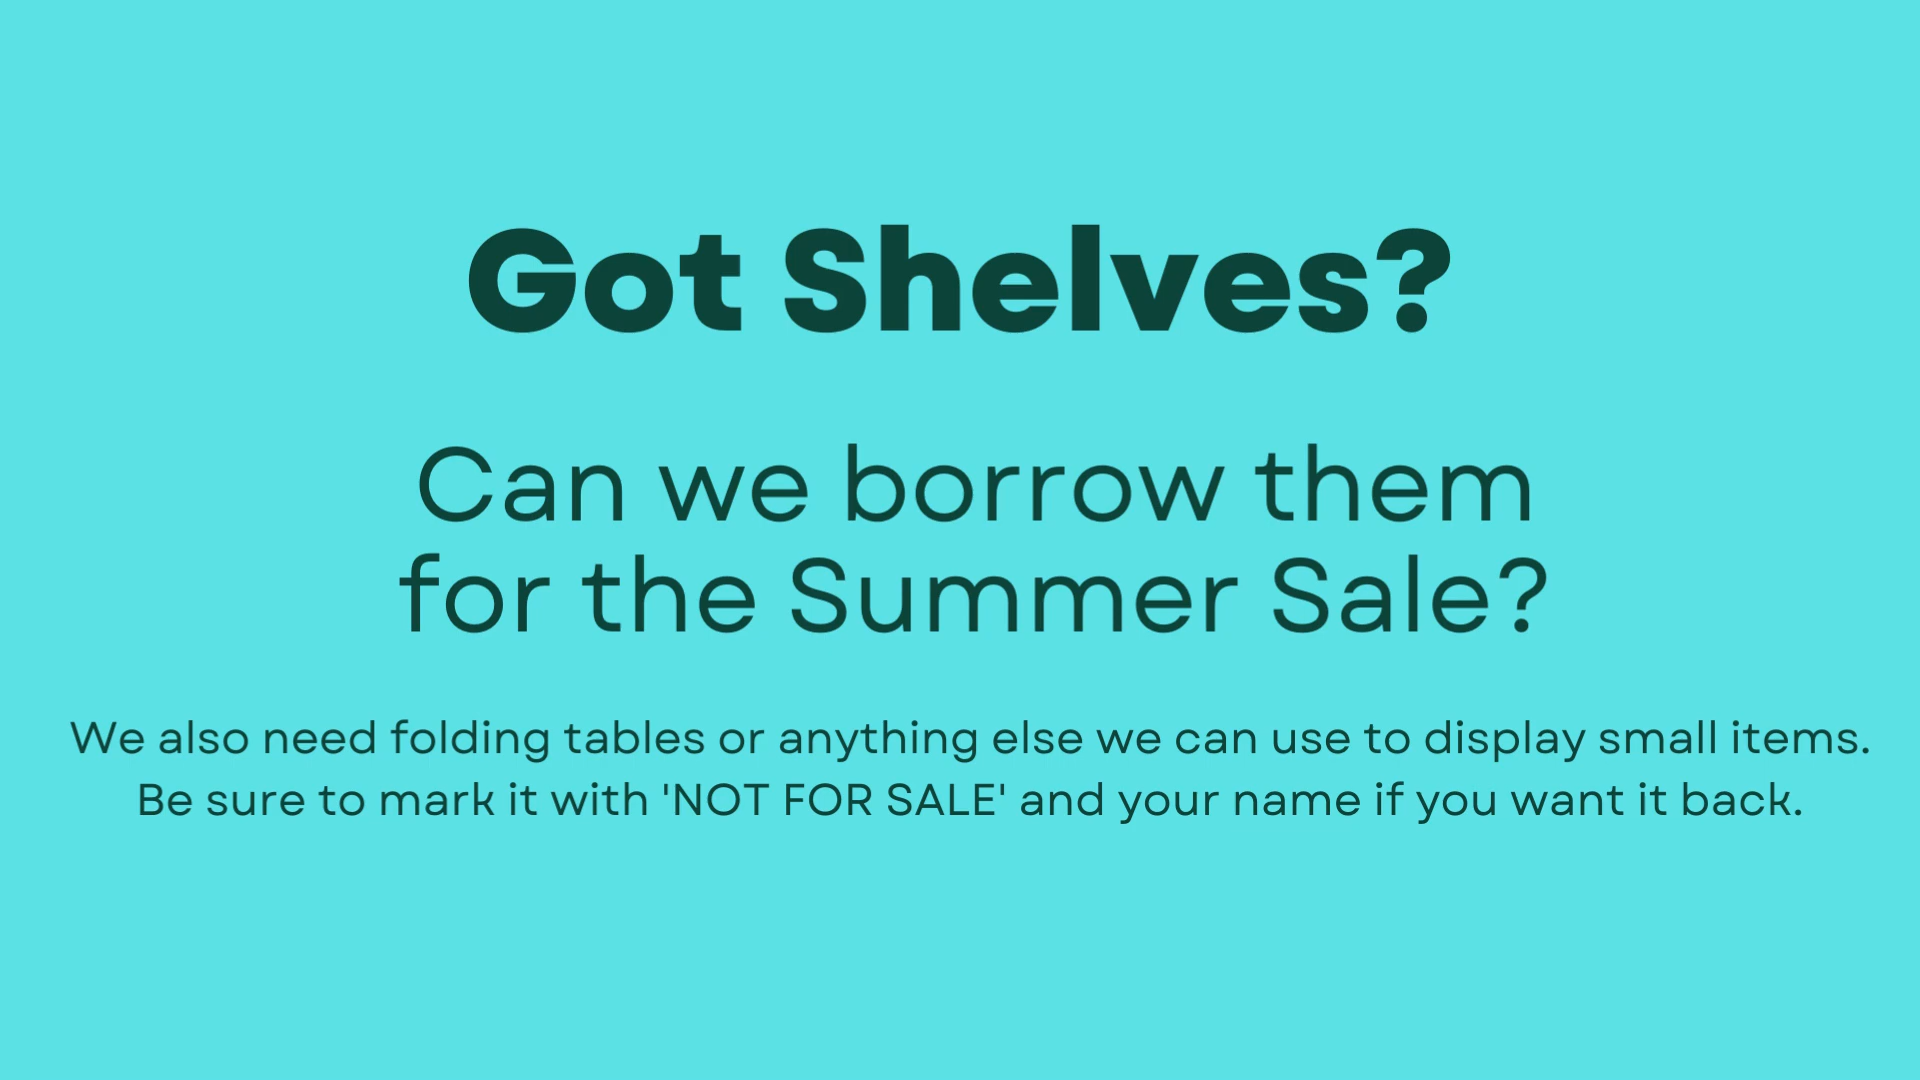 Got Shelves?
Can we borrow them
for the Summer Sale?
We also need folding tables or anything else we can use to display small items.
Be sure to mark it with 'NOT FOR SALE' and your name if you want it back.